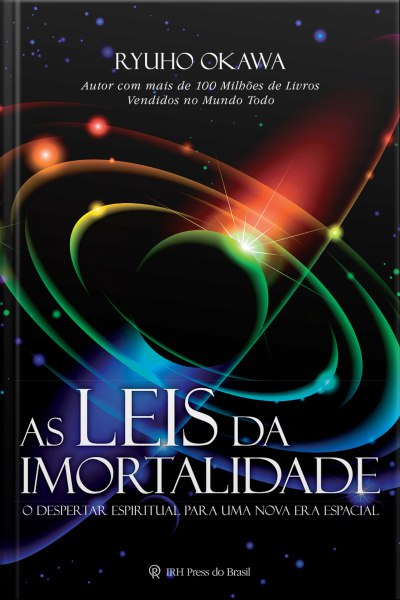 RYUHO OKAWA
Autor com mais de 100 Milhões de Livros
Vendidos no Mundo Todo
AS LEIS DA
IMORTALIDADE
O DESPERTAR ESPIRITUAL PARA UMA NOVA ERA ESPACIAL
IRH Press do Brasil